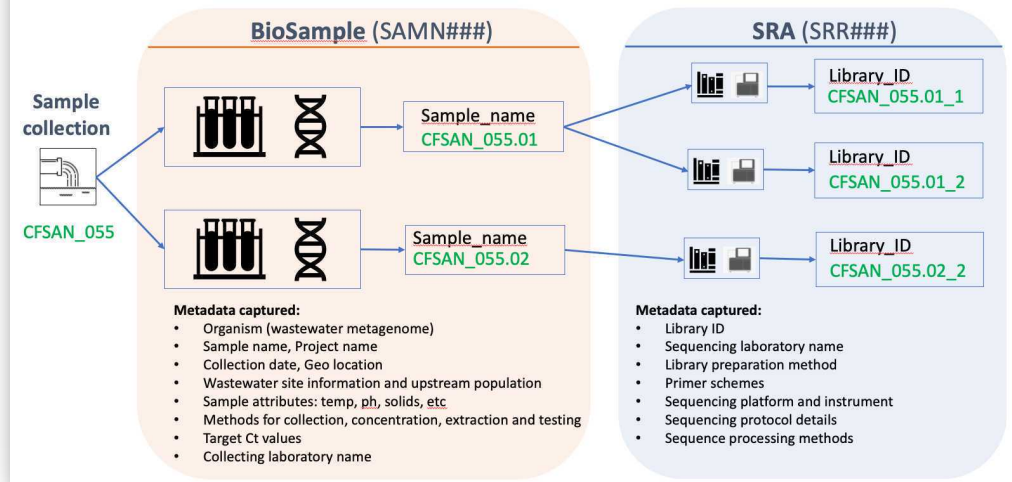 BioSample (SAMN###)
SRA (SRR###)
Sample
collection
CFSAN_055
Sample_name
CFSAN_055.01
Sample_name
CFSAN_055.02
Library_ID
CFSAN_055.01_1
Library_ID
CFSAN_055.01_2
Library_ID
CFSAN_055.02_2
Metadata captured:
• Organism (wastewater metagenome)
• Sample name, Project name
• Collection date, Geo location
• Wastewater site information and upstream population
• Sample attributes: temp, ph, solids, etc
• Methods for collection, concentration, extraction and testing
• Target Ct values
• Collecting laboratory name
Metadata captured:
• Library ID
• Sequencing laboratory name
• Library preparation method
• Primer schemes
• Sequencing platform and instrument
• Sequencing protocol details
• Sequence processing methods